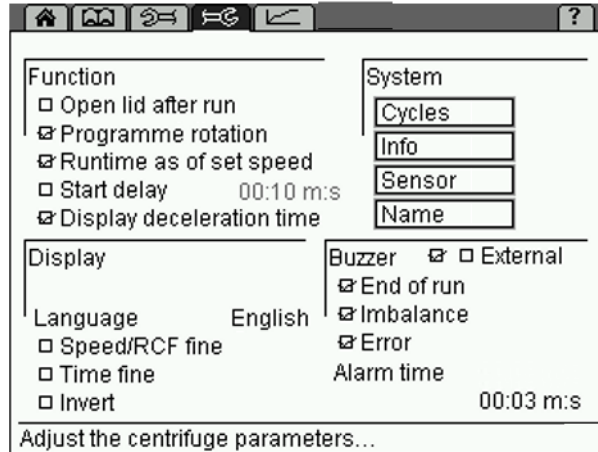 ?
Function
Open lid after run
Programme rotation
Runtime as of set speed
Start delay 00:10 m:s
Display deceleration time
System
Cycles
Info
Sensor
Name
Display
Language English
Speed/RCF fine
Time fine
Invert
Buzzer External
End of run
Imbalance
Error
Alarm time
00:03 m:s
Adjust the centrifuge parameters...